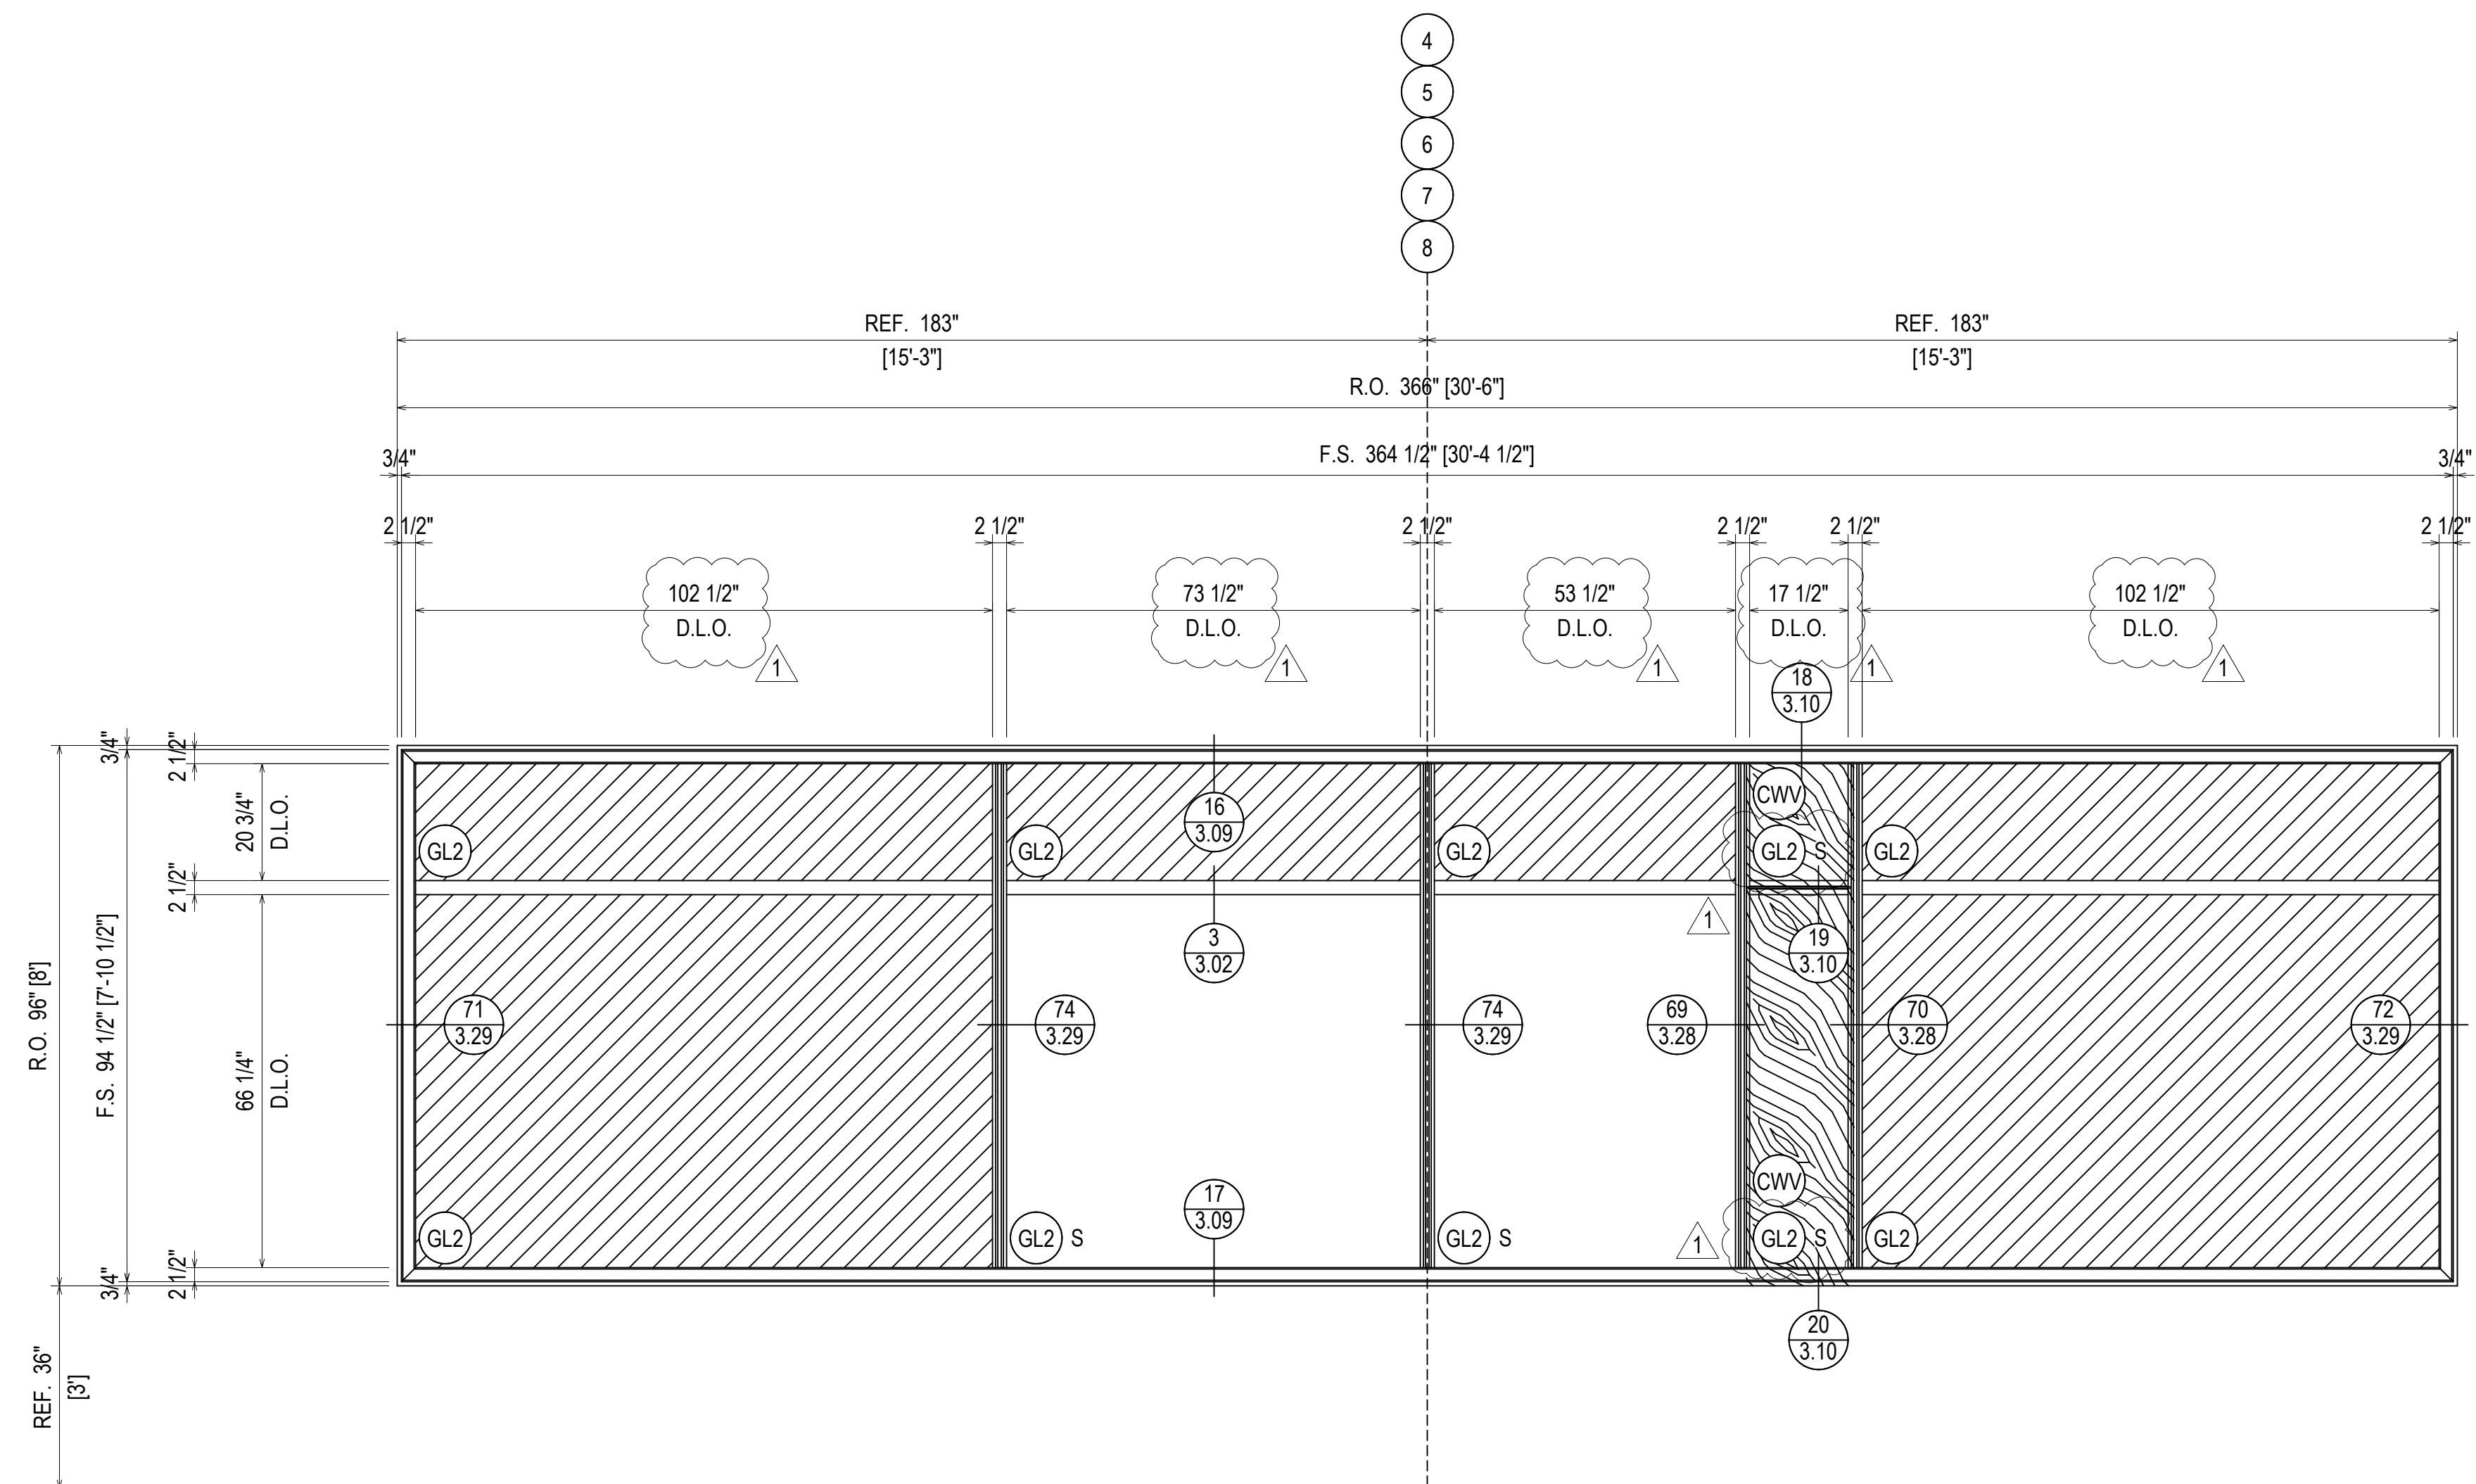 4
5
6
7
8
REF. 183"
[15'-3"]
REF. 183"
[15'-3"]
R.O. 366" [30'-6"]
3/4"
F.S. 364 1/2" [30'-4 1/2"]
3/4"
2 1/2"
2 1/2"
2 1/2"
2 1/2"
2 1/2"
2 1/2"
102 1/2"
D.L.O.
1
73 1/2"
D.L.O.
1
53 1/2"
D.L.O.
1
17 1/2"
D.L.O.
1
102 1/2"
D.L.O.
1
18
3.10
R.O. 96" [8']
3/4"
F.S. 94 1/2" [7'-10 1/2"]
3/4"
2 1/2"
20 3/4"
D.L.O.
2 1/2"
66 1/4"
D.L.O.
2 1/2"
REF. 36"
[3']
16
3.09
CWV
GL2
GL2
GL2
GL2 S
GL2
1
3
3.02
19
3.10
71
3.29
74
3.29
74
3.29
69
3.28
70
3.28
72
3.29
17
3.09
CWV
GL2
GL2 S
GL2 S
1
GL2 S
GL2
20
3.10